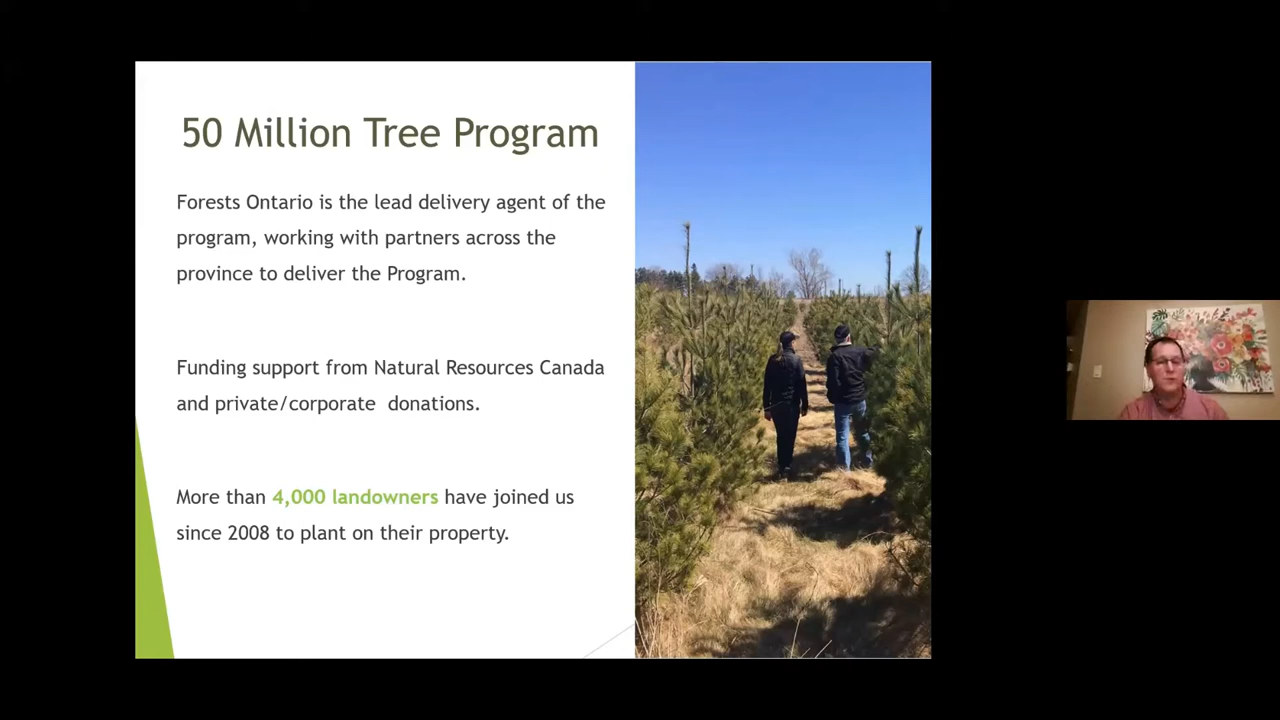 50 Million Tree Program
Forests Ontario is the lead delivery agent of the
program, working with partners across the
province to deliver the Program.
Funding support from Natural Resources Canada
and private/corporate donations.
More than 4,000 landowners have joined us
since 2008 to plant on their property.